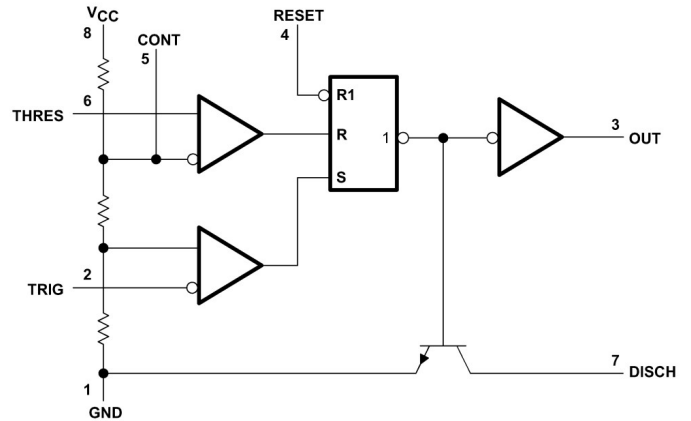 VCC
8
CONT
5
RESET
4
6
THRES
R1
R
1
S
3
OUT
2
TRIG
7
DISCH
1
GND